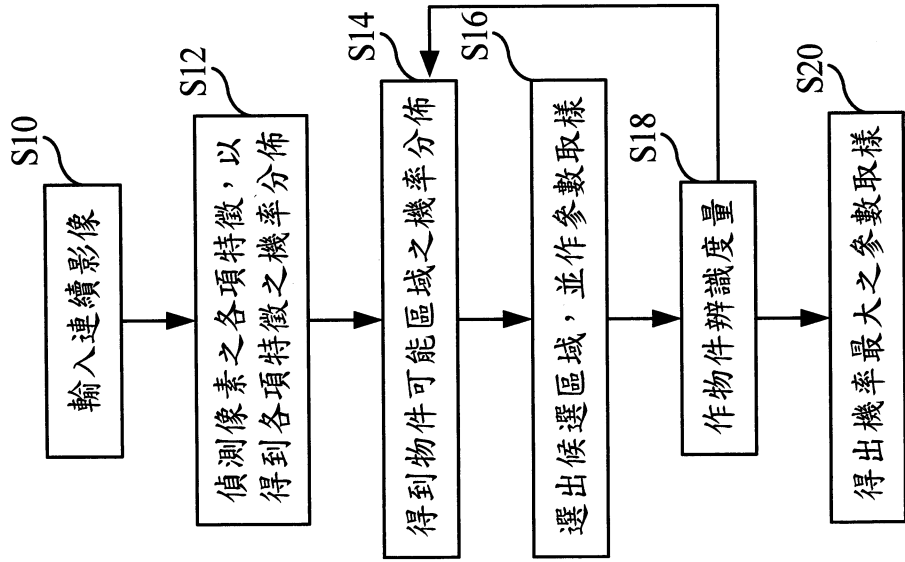 S10
輸入連續影像
S12
偵測像素之各項特徵，以
得到各項特徵之機率分佈
S14
得到物件可能區域之機率分佈
S16
選出候選區域，並作參數取樣
S18
作物件辨識度量
S20
得出機率最大之參數取樣